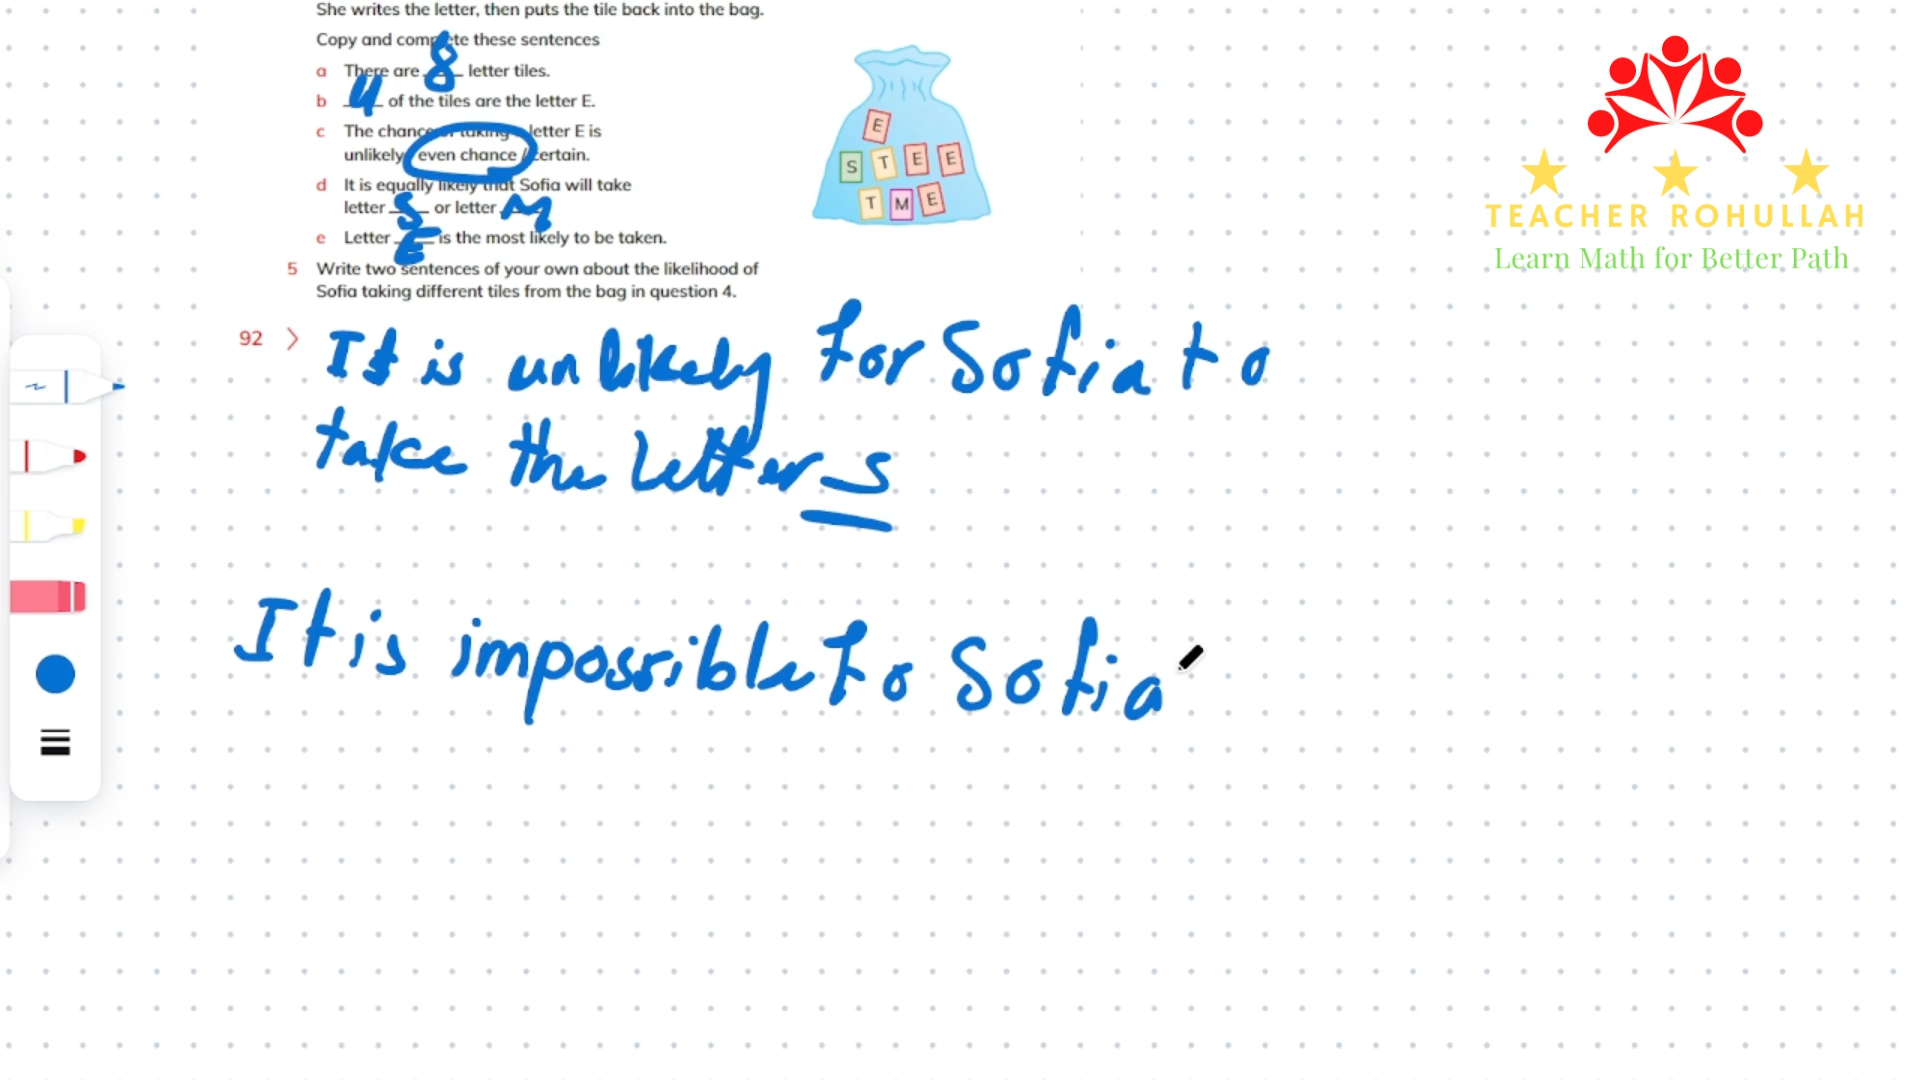 She writes the letter, then puts the tile back into the bag.
Copy and complete these sentences
a There are 8 letter tiles.
b 4 of the tiles are the letter E.
c The chance of taking letter E is
unlikely even chance / certain.
d It is equally likely that Sofia will take
letter S or letter M
e Letter E is the most likely to be taken.
E
S T E E
T M E
5 Write two sentences of your own about the likelihood of
Sofia taking different tiles from the bag in question 4.
92
It is unlikely for Sofia to
take the letter S
It is impossible to Sofia
TEACHER ROHULLAH
Learn Math for Better Path